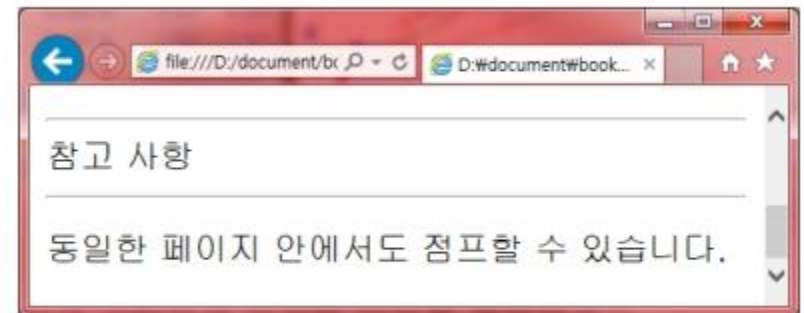 file:///D:/document/bc
D:₩document₩book...
참고 사항
동일한 페이지 안에서도 점프할 수 있습니다.